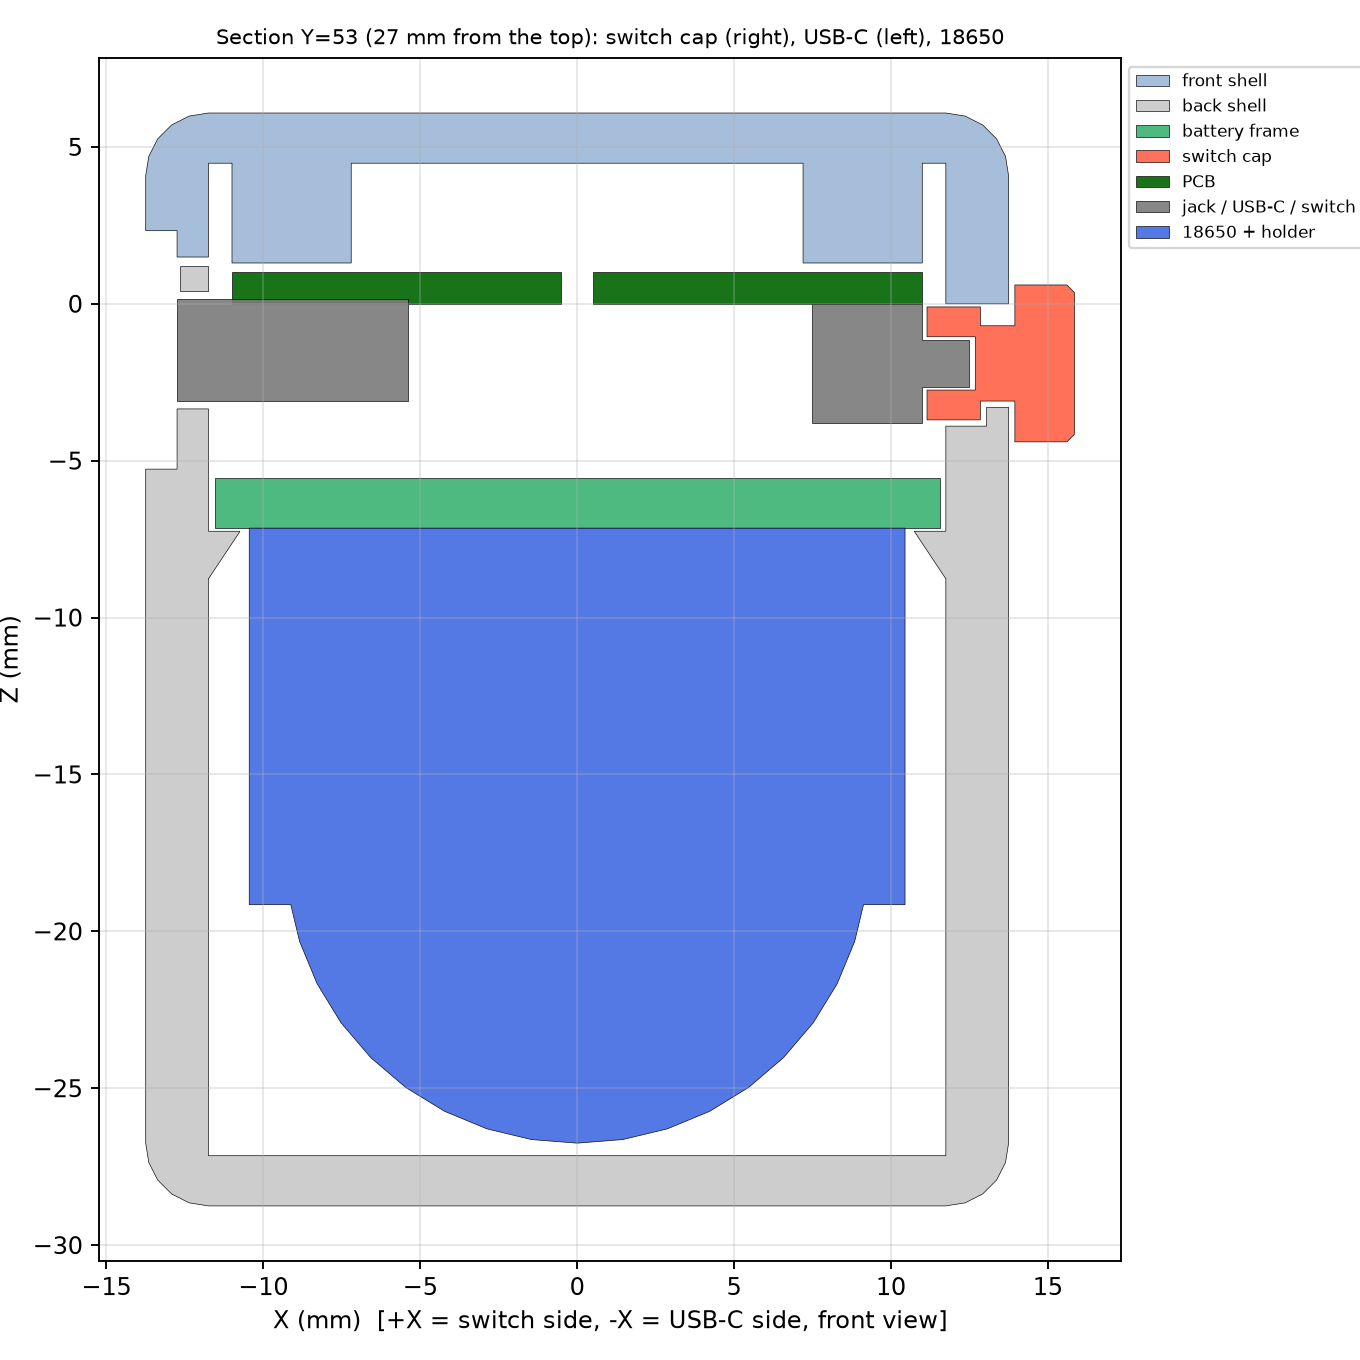 Section Y=53 (27 mm from the top): switch cap (right), USB-C (left), 18650
front shell
back shell
battery frame
switch cap
PCB
jack / USB-C / switch
18650 + holder
5
0
−5
−10
−15
−20
−25
−30
Z (mm)
−15
−10
−5
0
5
10
15
X (mm)  [+X = switch side, -X = USB-C side, front view]